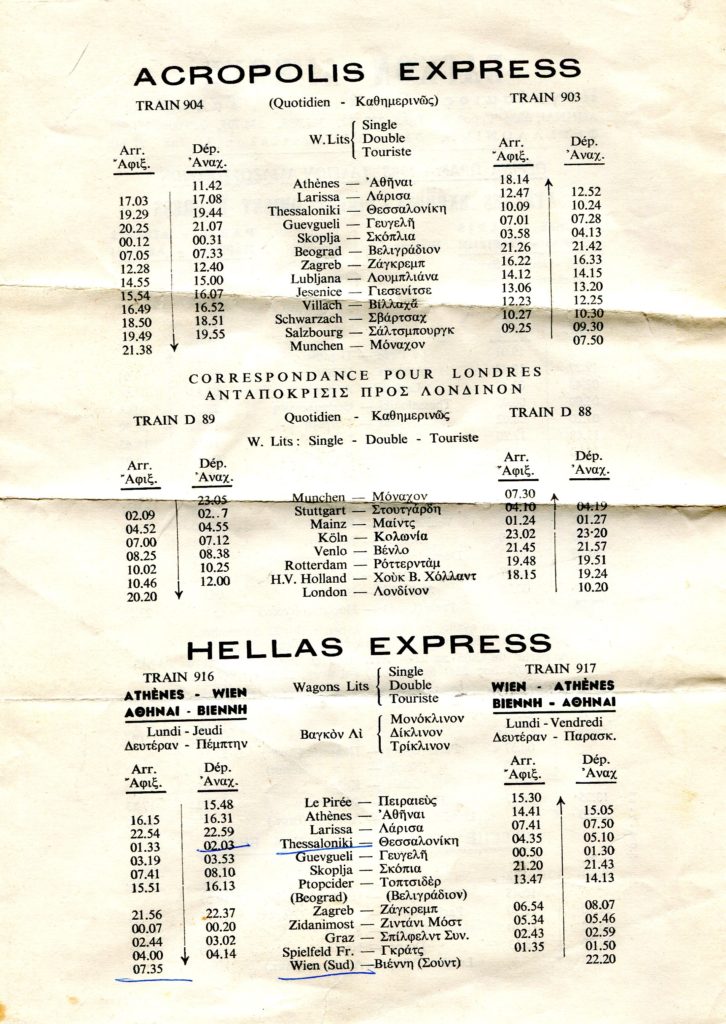 ACROPOLIS EXPRESS
TRAIN 904 (Quotidien - Καθημερινῶς) TRAIN 903
Single
W. Lits Double
Touriste
Arr. Dép. Arr. Dép.
Ἄφιξ. Ἀναχ. Ἄφιξ. Ἀναχ.
11.42 Athènes — Ἀθῆναι 18.14
17.03 17.08 Larissa — Λάρισα 12.47 12.52
19.29 19.44 Thessaloniki — Θεσσαλονίκη 10.09 10.24
20.25 21.07 Guevgueli — Γευγελῆ 07.01 07.28
00.12 00.31 Skoplja — Σκόπλια 03.58 04.13
07.05 07.33 Beograd — Βελιγράδιον 21.26 21.42
12.28 12.40 Zagreb — Ζάγκρεμπ 16.22 16.33
14.55 15.00 Lubljana — Λουμπλιάνα 14.12 14.15
15,54 16.07 Jesenice — Γιεσενίτσε 13.06 13.20
16.49 16.52 Villach — Βίλλαχᾶ 12.23 12.25
18.50 18.51 Schwarzach — Σβάρτσαχ 10.27 10:30
19.49 19.55 Salzbourg — Σάλτσμπουργκ 09.25 09.30
21.38 Munchen — Μόναχον 07.50
CORRESPONDANCE POUR LONDRES
ΑΝΤΑΠΟΚΡΙΣΙΣ ΠΡΟΣ ΛΟΝΔΙΝΟΝ
TRAIN D 89 Quotidien - Καθημερινῶς TRAIN D 88
W. Lits : Single - Double - Touriste
Arr. Dép. Arr. Dép.
Ἄφιξ. Ἀναχ. Ἄφιξ. Ἀναχ.
23.05 Munchen — Μόναχον 07.30
02.09 02..7 Stuttgart — Στουτγάρδη 04.10 04.19
04.52 04.55 Mainz — Μαίντς 01.24 01.27
07.00 07.12 Köln — Κολωνία 23.02 23·20
08.25 08.38 Venlo — Βένλο 21.45 21.57
10.02 10.25 Rotterdam — Ρόττερντὰμ 19.48 19.51
10.46 12.00 H.V. Holland — Χοὺκ Β. Χόλλαντ 18.15 19.24
20.20 London — Λονδίνον 10.20
HELLAS EXPRESS
TRAIN 916 Single TRAIN 917
ATHÈNES - WIEN Wagons Lits Double WIEN - ATHÈNES
ΑΘΗΝΑΙ - ΒΙΕΝΝΗ Touriste ΒΙΕΝΝΗ - ΑΘΗΝΑΙ
Lundi - Jeudi Μονόκλινον Lundi - Vendredi
Δευτέραν - Πέμπτην Βαγκὸν Λὶ Δίκλινον Δευτέραν - Παρασκ.
Τρίκλινον
Arr. Dép. Arr. Dép.
Ἄφιξ. Ἀναχ. Ἄφιξ. Ἀναχ
15.48 Le Pirée — Πειραιεὺς 15.30
16.15 16.31 Athènes — Ἀθῆναι 14.41 15.05
22.54 22.59 Larissa — Λάρισα 07.41 07.50
01.33 02.03 Thessaloniki — Θεσσαλονίκη 04.35 05.10
03.19 03.53 Guevgueli — Γευγελῆ 00.50 01.30
07.41 08.10 Skoplja — Σκόπια 21.20 21.43
15.51 16.13 Ptopcider — Τοπτσιδὲρ 13.47 14.13
(Beograd) (Βελιγράδιον)
21.56 22.37 Zagreb — Ζάγκρεμπ 06.54 08.07
00.07 00.20 Zidanimost — Ζιντάνι Μόστ 05.34 05.46
02.44 03.02 Graz — Σπίλφελντ Συν. 02.43 02.59
04.00 04.14 Spielfeld Fr. — Γκρὰτς 01.35 01.50
07.35 Wien (Sud) — Βιέννη (Σούντ) 22.20